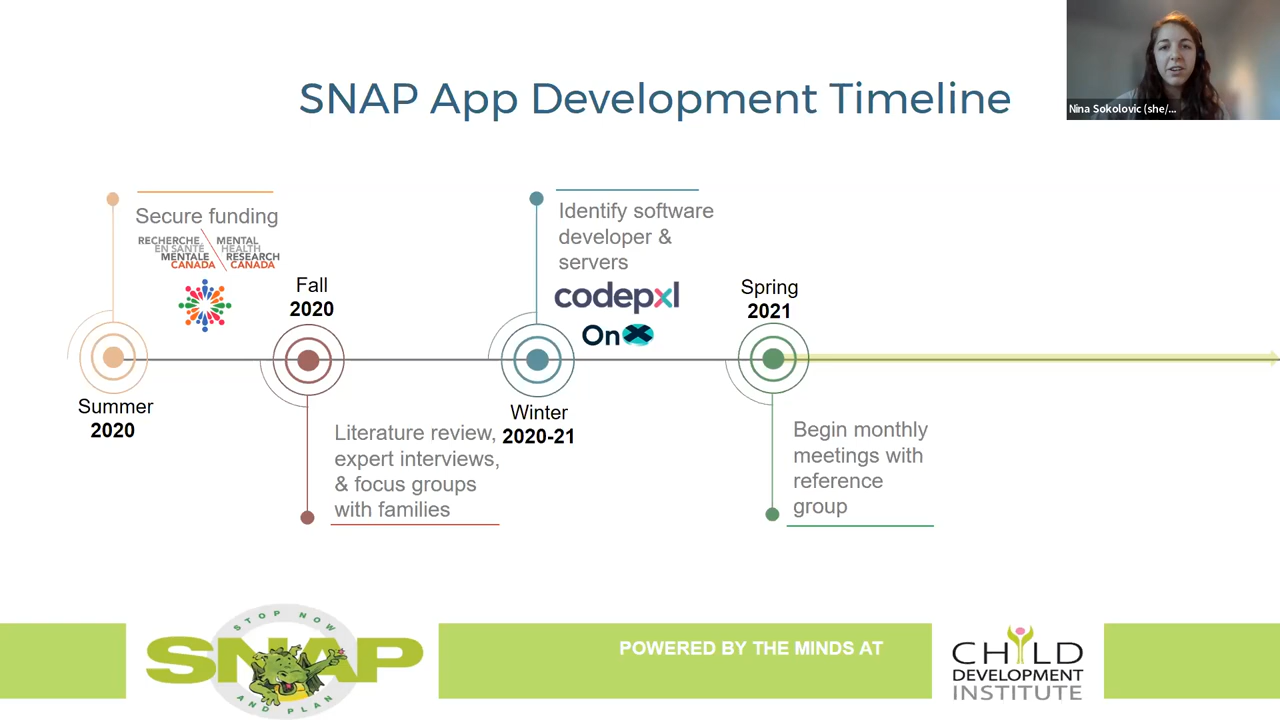 SNAP App Development Timeline
Nina Sokolovic (she/...
Secure funding
RECHERCHE EN SANTÉ MENTALE CANADA
MENTAL HEALTH RESEARCH CANADA
Summer
2020
Fall
2020
Literature review,
expert interviews,
& focus groups
with families
Identify software
developer &
servers
codepxl
OnX
Winter
2020-21
Spring
2021
Begin monthly
meetings with
reference
group
STOP NOW
SNAP
AND PLAN
POWERED BY THE MINDS AT
CHILD
DEVELOPMENT
INSTITUTE